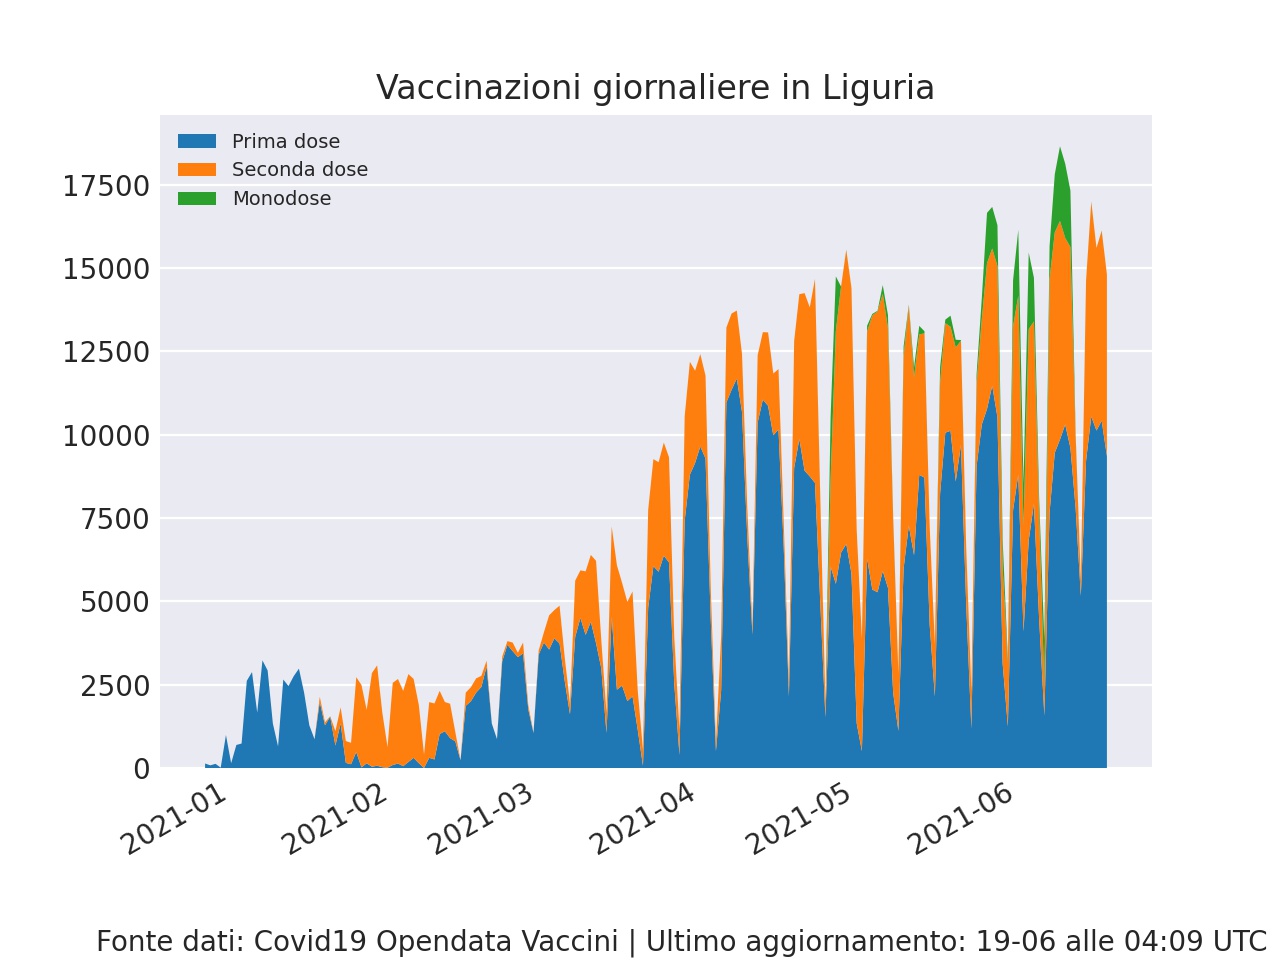 Vaccinazioni giornaliere in Liguria
Prima dose
Seconda dose
Monodose
17500
15000
12500
10000
7500
5000
2500
0
2021-01
2021-02
2021-03
2021-04
2021-05
2021-06
Fonte dati: Covid19 Opendata Vaccini | Ultimo aggiornamento: 19-06 alle 04:09 UTC